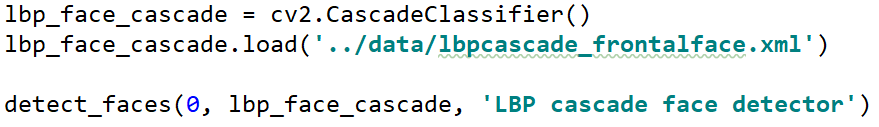 lbp_face_cascade = cv2.CascadeClassifier()
lbp_face_cascade.load('../data/lbpcascade_frontalface.xml')
detect_faces(0, lbp_face_cascade, 'LBP cascade face detector')